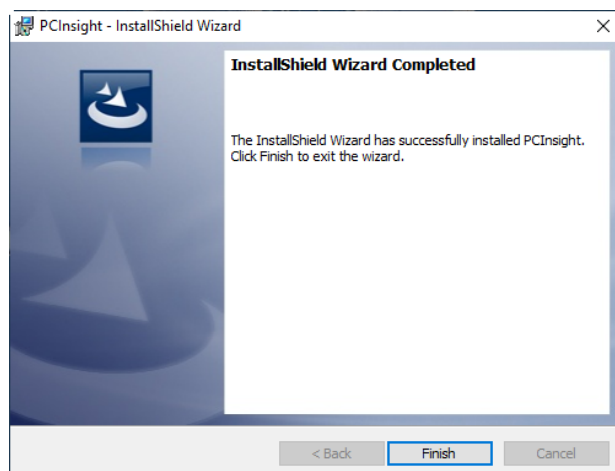 PCInsight - InstallShield Wizard
InstallShield Wizard Completed
The InstallShield Wizard has successfully installed PCInsight.
Click Finish to exit the wizard.
< Back
Finish
Cancel